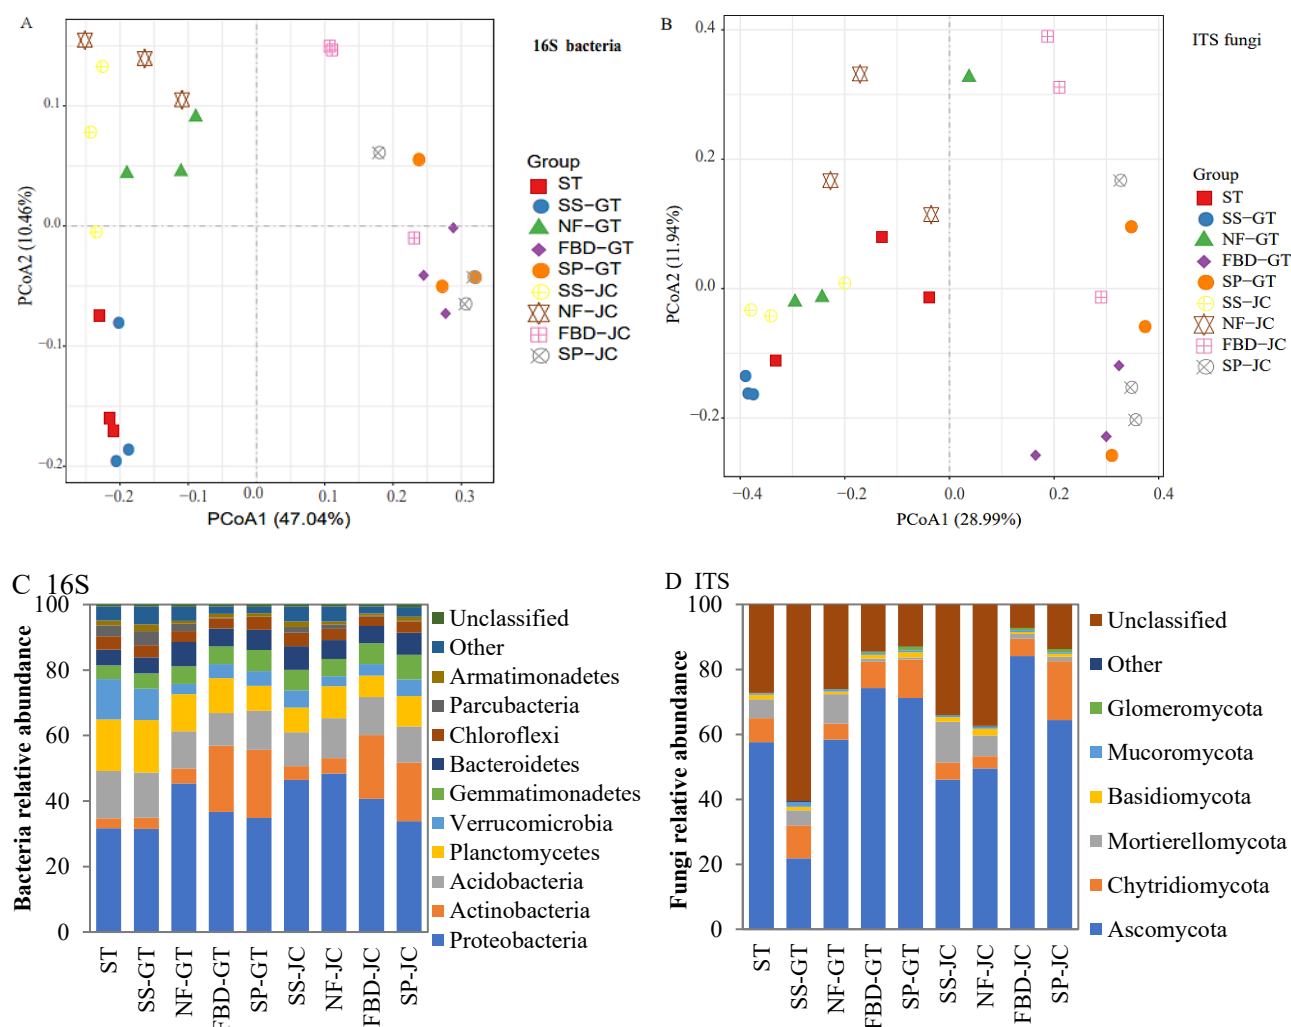 A
16S bacteria
0.1
0.0
−0.1
−0.2
PCoA2 (10.46%)
−0.2
−0.1
0.0
0.1
0.2
0.3
PCoA1 (47.04%)
Group
ST
SS−GT
NF−GT
FBD−GT
SP−GT
SS−JC
NF−JC
FBD−JC
SP−JC
B
ITS fungi
0.4
0.2
0.0
−0.2
PCoA2 (11.94%)
−0.4
−0.2
0.0
0.2
0.4
PCoA1 (28.99%)
Group
ST
SS−GT
NF−GT
FBD−GT
SP−GT
SS−JC
NF−JC
FBD−JC
SP−JC
C 16S
100
80
60
40
20
0
Bacteria relative abundance
ST
SS-GT
NF-GT
FBD-GT
SP-GT
SS-JC
NF-JC
FBD-JC
SP-JC
Unclassified
Other
Armatimonadetes
Parcubacteria
Chloroflexi
Bacteroidetes
Gemmatimonadetes
Verrucomicrobia
Planctomycetes
Acidobacteria
Actinobacteria
Proteobacteria
D ITS
100
80
60
40
20
0
Fungi relative abundance
ST
SS-GT
NF-GT
FBD-GT
SP-GT
SS-JC
NF-JC
FBD-JC
SP-JC
Unclassified
Other
Glomeromycota
Mucoromycota
Basidiomycota
Mortierellomycota
Chytridiomycota
Ascomycota